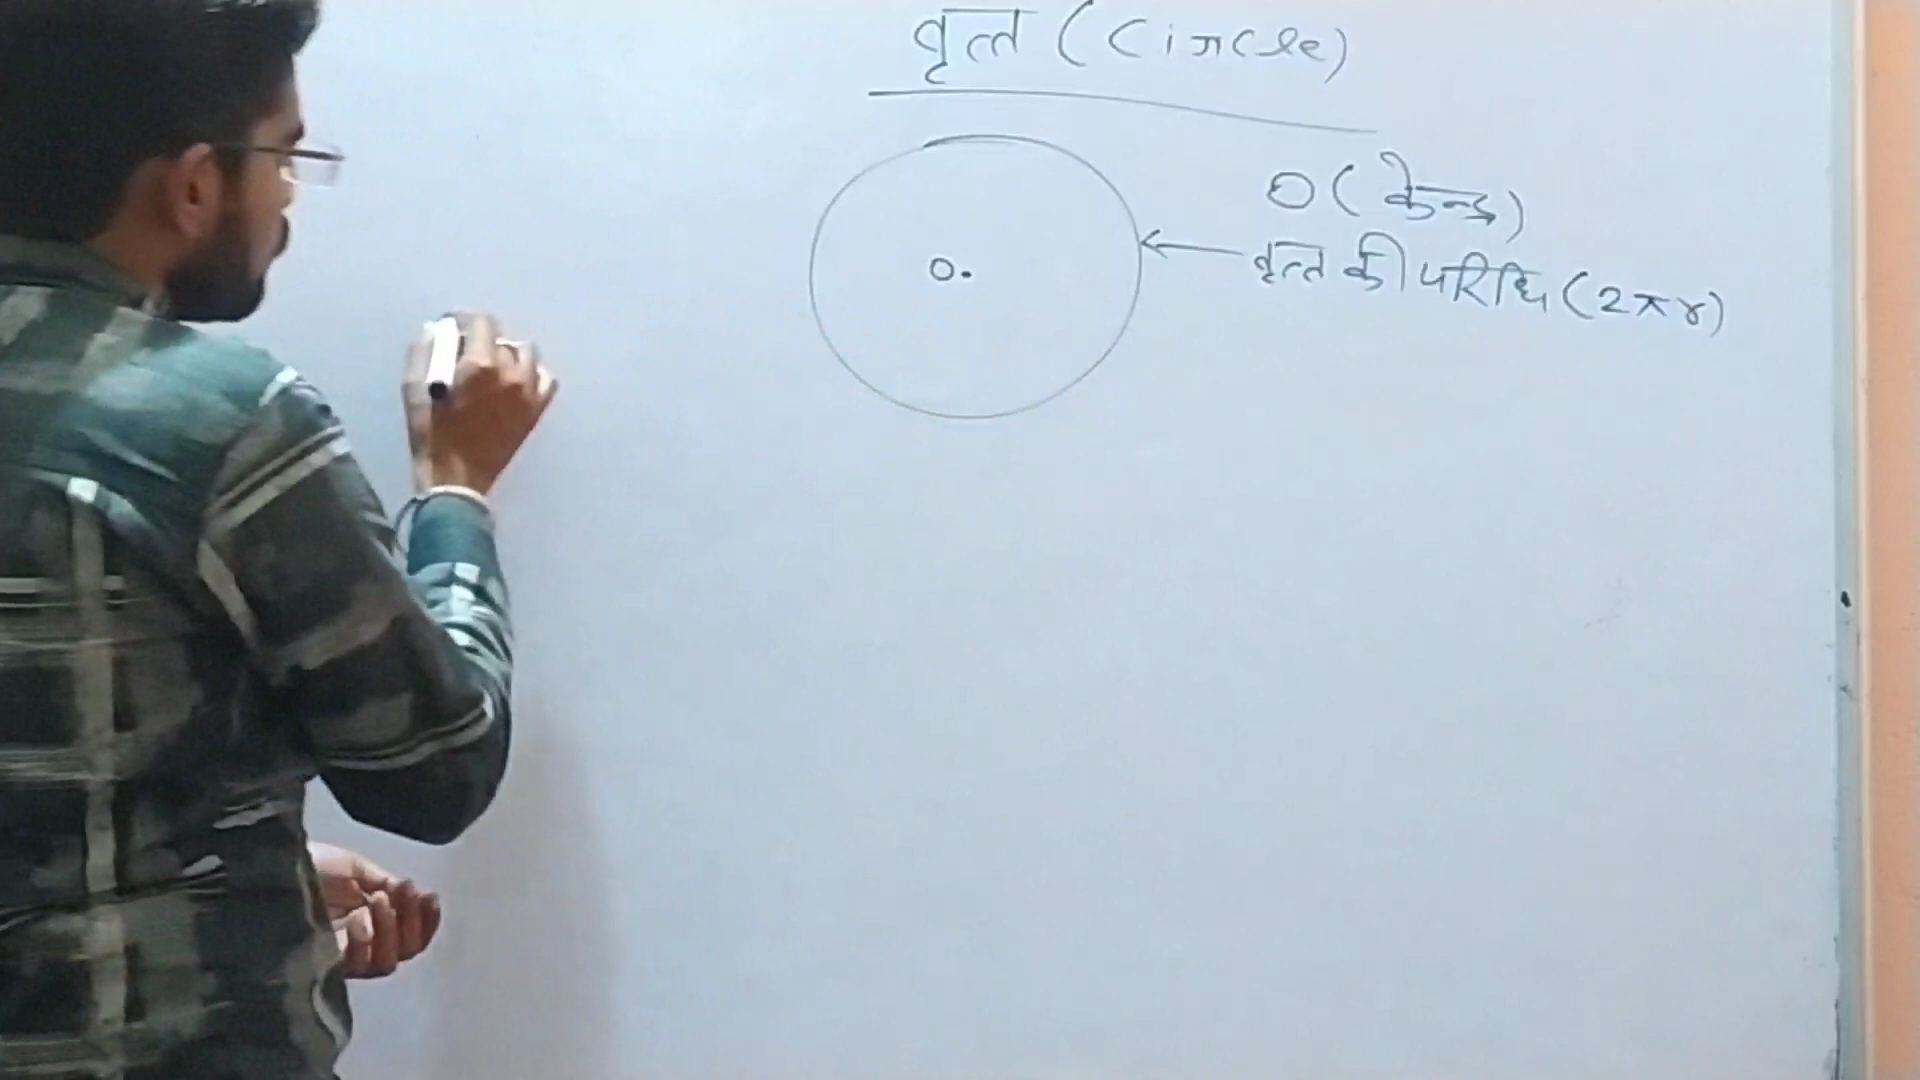 वृत्त (Circle)
O (केन्द्र)
O.
वृत्त की परिधि (2πr)